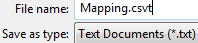 File name: Mapping.csvt
Save as type: Text Documents (*.txt)